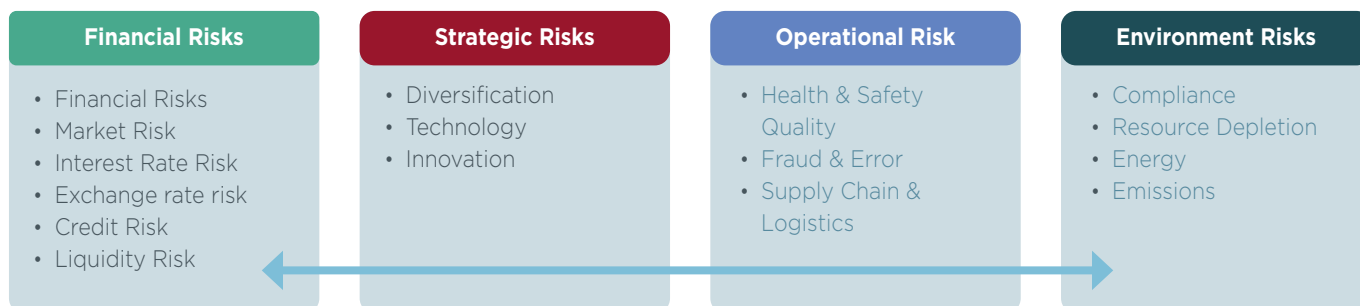 Financial Risks
• Financial Risks
• Market Risk
• Interest Rate Risk
• Exchange rate risk
• Credit Risk
• Liquidity Risk
Strategic Risks
• Diversification
• Technology
• Innovation
Operational Risk
• Health & Safety
Quality
• Fraud & Error
• Supply Chain &
Logistics
Environment Risks
• Compliance
• Resource Depletion
• Energy
• Emissions